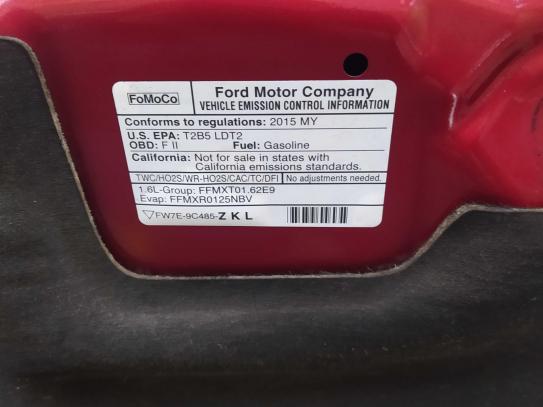 FoMoCo
Ford Motor Company
VEHICLE EMISSION CONTROL INFORMATION
Conforms to regulations: 2015 MY
U.S. EPA: T2B5 LDT2
OBD: F II Fuel: Gasoline
California: Not for sale in states with
California emissions standards.
TWC/HO2S/WR-HO2S/CAC/TC/DFI No adjustments needed.
1.6L-Group: FFMXT01.62E9
Evap: FFMXR0125NBV
FW7E-9C485-Z K L